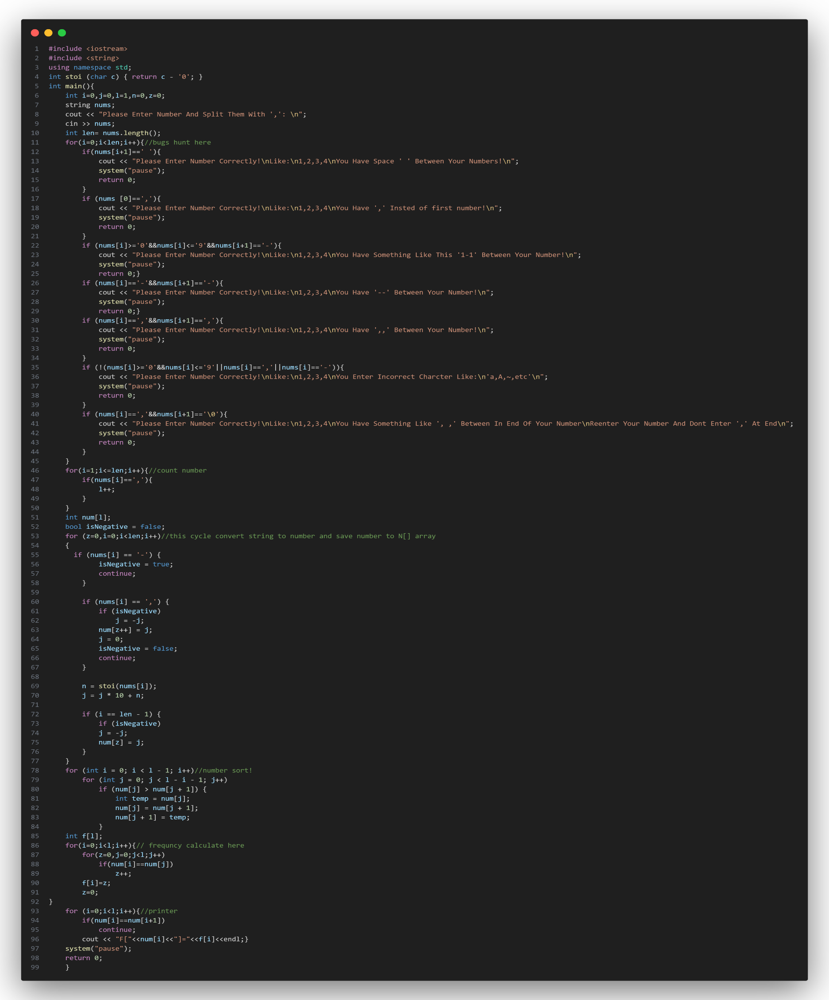 1 #include <iostream>
2 #include <string>
3 using namespace std;
4 int stoi (char c) { return c - '0'; }
5 int main(){
6     int i=0,j=0,l=1,n=0,z=0;
7     string nums;
8     cout << "Please Enter Number And Split Them With ',': \n";
9     cin >> nums;
10     int len= nums.length();
11     for(i=0;i<len;i++){//bugs hunt here
12         if(nums[i+1]==' '){
13             cout << "Please Enter Number Correctly!\nLike:\n1,2,3,4\nYou Have Space ' ' Between Your Numbers!\n";
14             system("pause");
15             return 0;
16         }
17         if (nums [0]==','){
18             cout << "Please Enter Number Correctly!\nLike:\n1,2,3,4\nYou Have ',' Insted of first number!\n";
19             system("pause");
20             return 0;
21         }
22         if (nums[i]>='0'&&nums[i]<='9'&&nums[i+1]=='-'){
23             cout << "Please Enter Number Correctly!\nLike:\n1,2,3,4\nYou Have Something Like This '1-1' Between Your Number!\n";
24             system("pause");
25             return 0;}
26         if (nums[i]=='-'&&nums[i+1]=='-'){
27             cout << "Please Enter Number Correctly!\nLike:\n1,2,3,4\nYou Have '--' Between Your Number!\n";
28             system("pause");
29             return 0;}
30         if (nums[i]==','&&nums[i+1]==','){
31             cout << "Please Enter Number Correctly!\nLike:\n1,2,3,4\nYou Have ',,' Between Your Number!\n";
32             system("pause");
33             return 0;
34         }
35         if (!(nums[i]>='0'&&nums[i]<='9'||nums[i]==','||nums[i]=='-')){
36             cout << "Please Enter Number Correctly!\nLike:\n1,2,3,4\nYou Enter Incorrect Charcter Like:\n'a,A,~,etc'\n";
37             system("pause");
38             return 0;
39         }
40         if (nums[i]==','&&nums[i+1]=='\0'){
41             cout << "Please Enter Number Correctly!\nLike:\n1,2,3,4\nYou Have Something Like ', ,' Between In End Of Your Number\nReenter Your Number And Dont Enter ',' At End\n";
42             system("pause");
43             return 0;
44         }
45     }
46     for(i=1;i<=len;i++){//count number
47         if(nums[i]==','){
48             l++;
49         }
50     }
51     int num[l];
52     bool isNegative = false;
53     for (z=0,i=0;i<len;i++)//this cycle convert string to number and save number to N[] array
54     {
55       if (nums[i] == '-') {
56             isNegative = true;
57             continue;
58         }
59
60         if (nums[i] == ',') {
61             if (isNegative)
62                 j = -j;
63             num[z++] = j;
64             j = 0;
65             isNegative = false;
66             continue;
67         }
68
69         n = stoi(nums[i]);
70         j = j * 10 + n;
71
72         if (i == len - 1) {
73             if (isNegative)
74             j = -j;
75             num[z] = j;
76         }
77     }
78     for (int i = 0; i < l - 1; i++)//number sort!
79         for (int j = 0; j < l - i - 1; j++)
80             if (num[j] > num[j + 1]) {
81                 int temp = num[j];
82                 num[j] = num[j + 1];
83                 num[j + 1] = temp;
84             }
85     int f[l];
86     for(i=0;i<l;i++){// frequncy calculate here
87         for(z=0,j=0;j<l;j++)
88             if(num[i]==num[j])
89                 z++;
90         f[i]=z;
91         z=0;
92 }
93     for (i=0;i<l;i++){//printer
94         if(num[i]==num[i+1])
95             continue;
96         cout << "F["<<num[i]<<"]="<<f[i]<<endl;}
97     system("pause");
98     return 0;
99     }